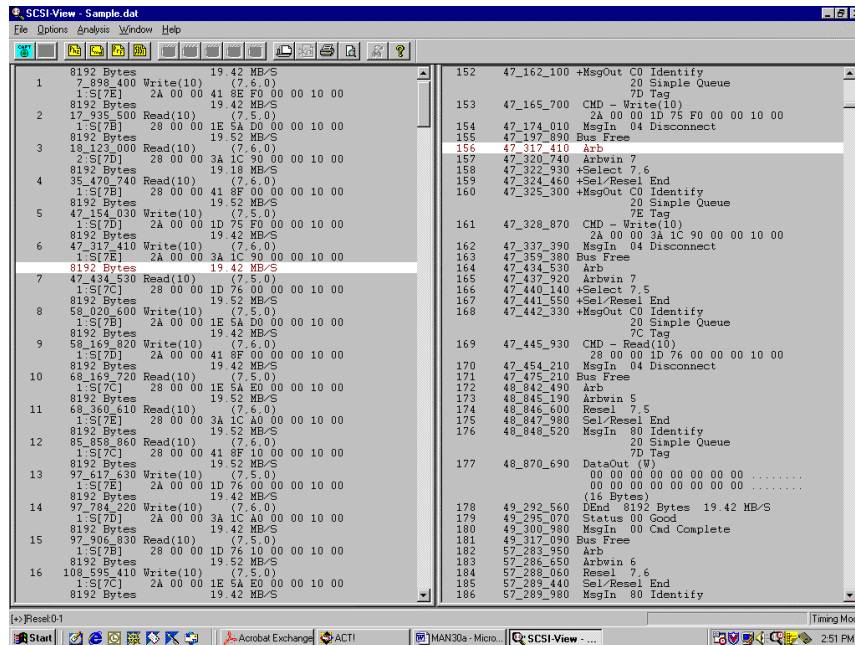 SCSI-View - Sample.dat
File Options Analysis Window Help
8192 Bytes 19.42 MB/S
1 7_898_400 Write(10) (7.6.0)
1:S[7E] 2A 00 00 41 8E F0 00 00 10 00
8192 Bytes 19.42 MB/S
2 17_935_500 Read(10) (7.5.0)
1:S[7B] 28 00 00 1E 5A D0 00 00 10 00
8192 Bytes 19.52 MB/S
3 18_123_000 Read(10) (7.6.0)
2:S[7D] 28 00 00 3A 1C 90 00 00 10 00
8192 Bytes 19.18 MB/S
4 35_470_740 Read(10) (7.6.0)
1:S[7B] 28 00 00 41 8F 00 00 00 10 00
8192 Bytes 19.52 MB/S
5 47_154_030 Write(10) (7.5.0)
1:S[7D] 2A 00 00 1D 75 F0 00 00 10 00
8192 Bytes 19.42 MB/S
6 47_317_410 Write(10) (7.6.0)
1:S[7E] 2A 00 00 3A 1C 90 00 00 10 00
8192 Bytes 19.42 MB/S
7 47_434_530 Read(10) (7.5.0)
1:S[7C] 28 00 00 1D 76 00 00 00 10 00
8192 Bytes 19.52 MB/S
8 58_020_600 Write(10) (7.5.0)
1:S[7B] 2A 00 00 1E 5A D0 00 00 10 00
8192 Bytes 19.42 MB/S
9 58_169_820 Write(10) (7.6.0)
1:S[7E] 2A 00 00 41 8F 00 00 00 10 00
8192 Bytes 19.42 MB/S
10 68_169_720 Read(10) (7.5.0)
1:S[7C] 28 00 00 1E 5A E0 00 00 10 00
8192 Bytes 19.52 MB/S
11 68_360_610 Read(10) (7.6.0)
1:S[7E] 28 00 00 3A 1C A0 00 00 10 00
8192 Bytes 19.52 MB/S
12 85_858_860 Read(10) (7.6.0)
1:S[7C] 28 00 00 41 8F 10 00 00 10 00
8192 Bytes 19.52 MB/S
13 97_617_630 Write(10) (7.5.0)
1:S[7E] 2A 00 00 1D 76 00 00 00 10 00
8192 Bytes 19.42 MB/S
14 97_784_220 Write(10) (7.6.0)
1:S[7D] 2A 00 00 3A 1C A0 00 00 10 00
8192 Bytes 19.42 MB/S
15 97_906_830 Read(10) (7.5.0)
1:S[7B] 28 00 00 1D 76 10 00 00 10 00
8192 Bytes 19.52 MB/S
16 108_595_410 Write(10) (7.5.0)
1:S[7C] 2A 00 00 1E 5A E0 00 00 10 00
8192 Bytes 19.42 MB/S
152 47_162_100 +MsgOut C0 Identify
20 Simple Queue
7D Tag
153 47_165_700 CMD - Write(10)
2A 00 00 1D 75 F0 00 00 10 00
154 47_174_010 MsgIn 04 Disconnect
155 47_197_890 Bus Free
156 47_317_410 Arb
157 47_320_740 Arbwin 7
158 47_322_930 +Select 7,6
159 47_324_460 +Sel/Resel End
160 47_325_300 +MsgOut C0 Identify
20 Simple Queue
7E Tag
161 47_328_870 CMD - Write(10)
2A 00 00 3A 1C 90 00 00 10 00
162 47_337_390 MsgIn 04 Disconnect
163 47_359_380 Bus Free
164 47_434_530 Arb
165 47_437_920 Arbwin 7
166 47_440_140 +Select 7,5
167 47_441_550 +Sel/Resel End
168 47_442_330 +MsgOut C0 Identify
20 Simple Queue
7C Tag
169 47_445_930 CMD - Read(10)
28 00 00 1D 76 00 00 00 10 00
170 47_454_210 MsgIn 04 Disconnect
171 47_475_210 Bus Free
172 48_842_490 Arb
173 48_845_190 Arbwin 5
174 48_846_600 Resel 7,5
175 48_847_980 Sel/Resel End
176 48_848_520 MsgIn 80 Identify
20 Simple Queue
7D Tag
177 48_870_690 DataOut (W)
00 00 00 00 00 00 00 00 ........
00 00 00 00 00 00 00 00 ........
(16 Bytes)
178 49_292_560 DEnd 8192 Bytes 19.42 MB/S
179 49_295_070 Status 00 Good
180 49_300_980 MsgIn 00 Cmd Complete
181 49_317_090 Bus Free
182 57_283_950 Arb
183 57_286_650 Arbwin 6
184 57_288_060 Resel 7,6
185 57_289_440 Sel/Resel End
186 57_289_980 MsgIn 80 Identify
[+>]Resel:0-1
Timing Mod
Start Acrobat Exchange ACT! MAN30a - Micro... SCSI-View - ... 2:51 PM